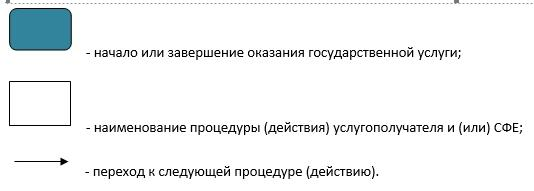 - начало или завершение оказания государственной услуги;
- наименование процедуры (действия) услугополучателя и (или) СФЕ;
- переход к следующей процедуре (действию).